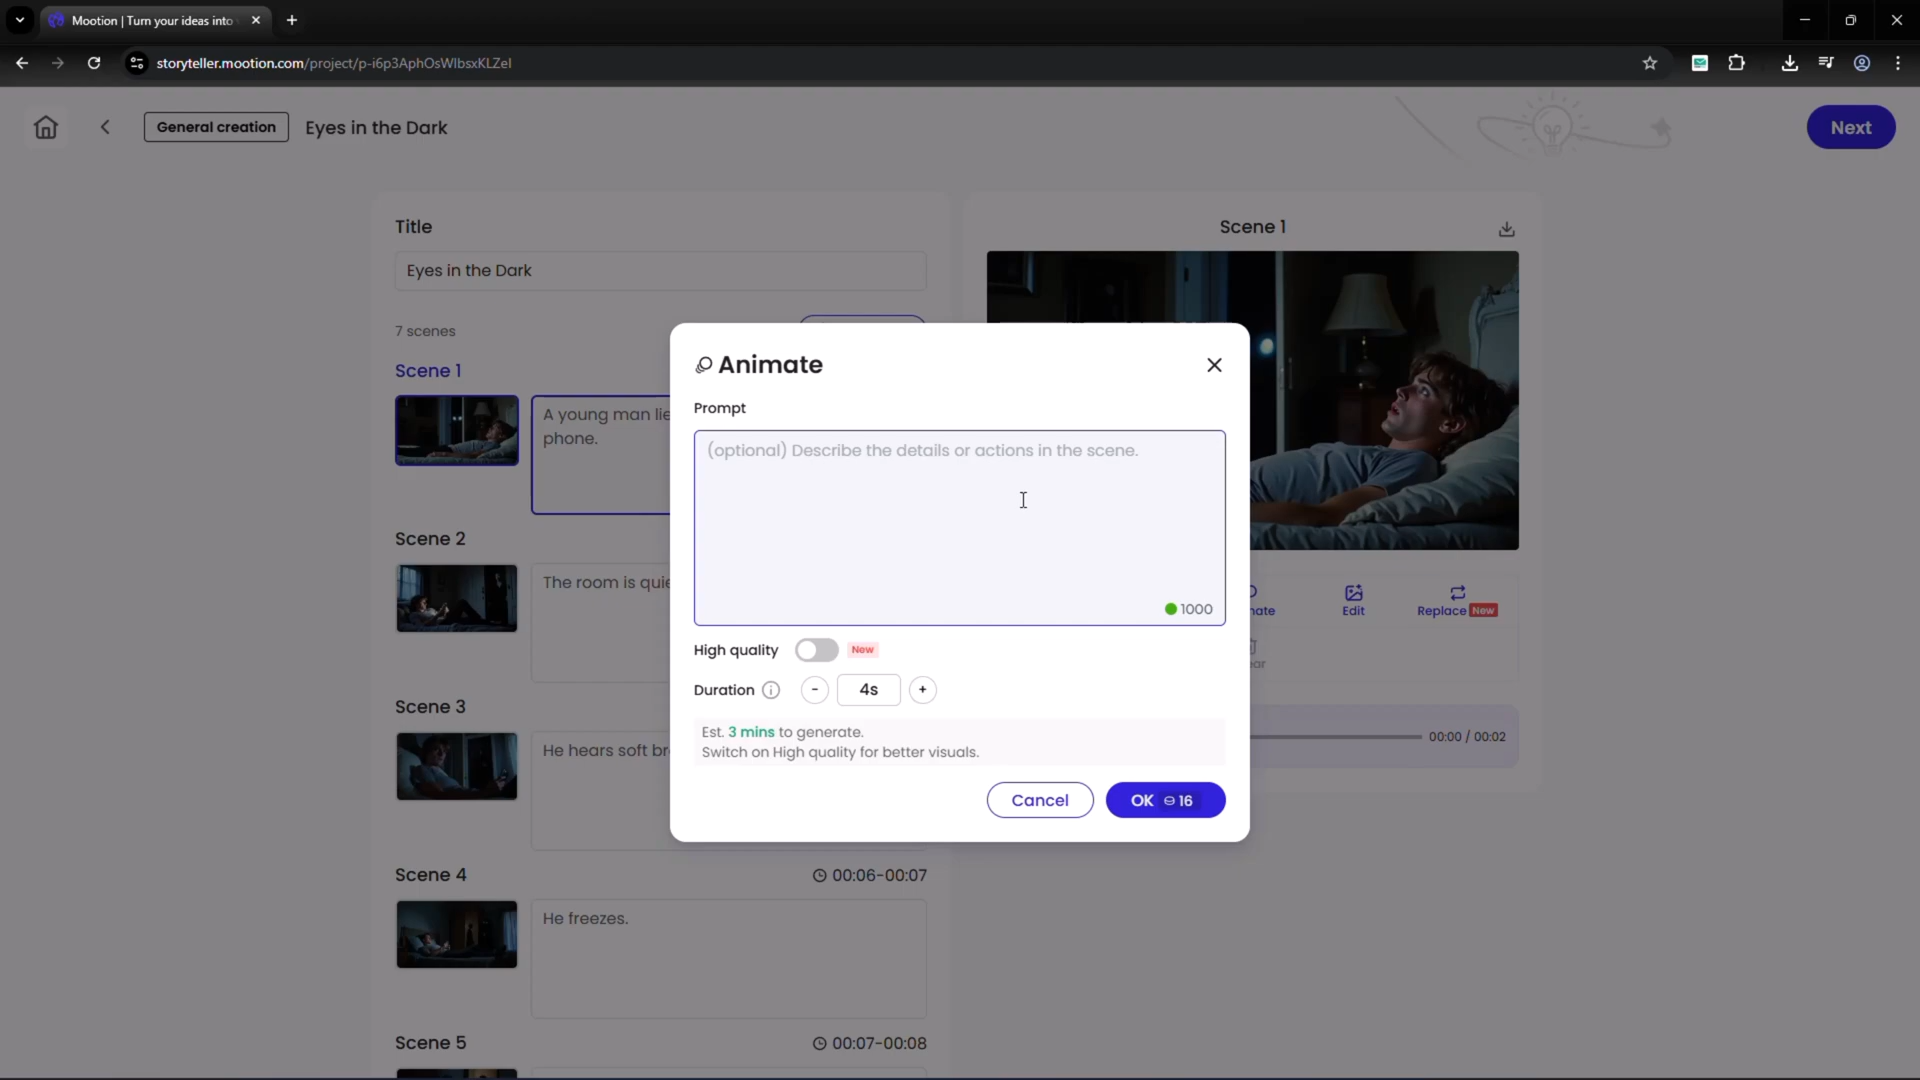 Mootion | Turn your ideas into
storyteller.mootion.com/project/p-i6p3AphOsWIbsxKLZeI
General creation
Eyes in the Dark
Next
Title
Eyes in the Dark
7 scenes
Scene 1
A young man lie
phone.
Scene 2
The room is quie
Scene 3
He hears soft br
Scene 4
00:06-00:07
He freezes.
Scene 5
00:07-00:08
Scene 1
Edit
Replace New
00:00 / 00:02
Animate
Prompt
(optional) Describe the details or actions in the scene.
1000
High quality
New
Duration
-
4s
+
Est. 3 mins to generate.
Switch on High quality for better visuals.
Cancel
OK 16